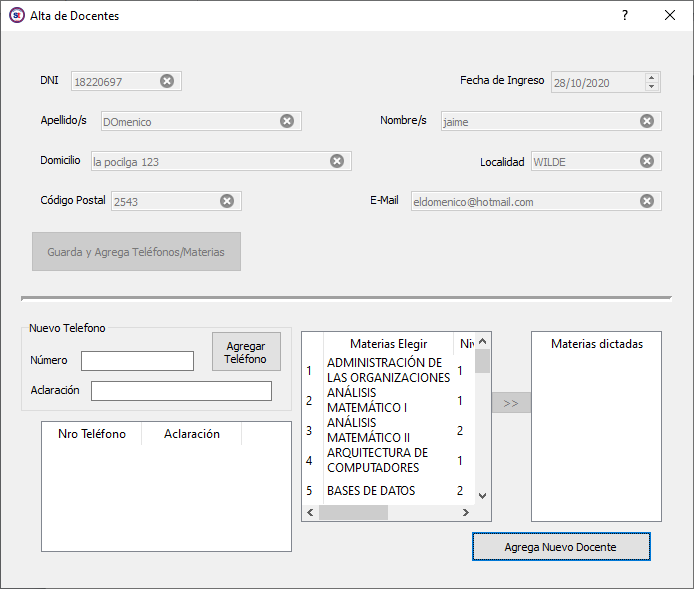 Alta de Docentes
DNI 18220697
Fecha de Ingreso 28/10/2020
Apellido/s DOmenico
Nombre/s jaime
Domicilio la pocilga 123
Localidad WILDE
Código Postal 2543
E-Mail eldomenico@hotmail.com
Guarda y Agrega Teléfonos/Materias
Nuevo Telefono
Número
Agregar
Teléfono
Aclaración
Nro Teléfono Aclaración
Materias Elegir Niv
1 ADMINISTRACIÓN DE
LAS ORGANIZACIONES 1
2 ANÁLISIS
MATEMÁTICO I 1
3 ANÁLISIS
MATEMÁTICO II 2
4 ARQUITECTURA DE
COMPUTADORES 1
5 BASES DE DATOS 2
>>
Materias dictadas
Agrega Nuevo Docente